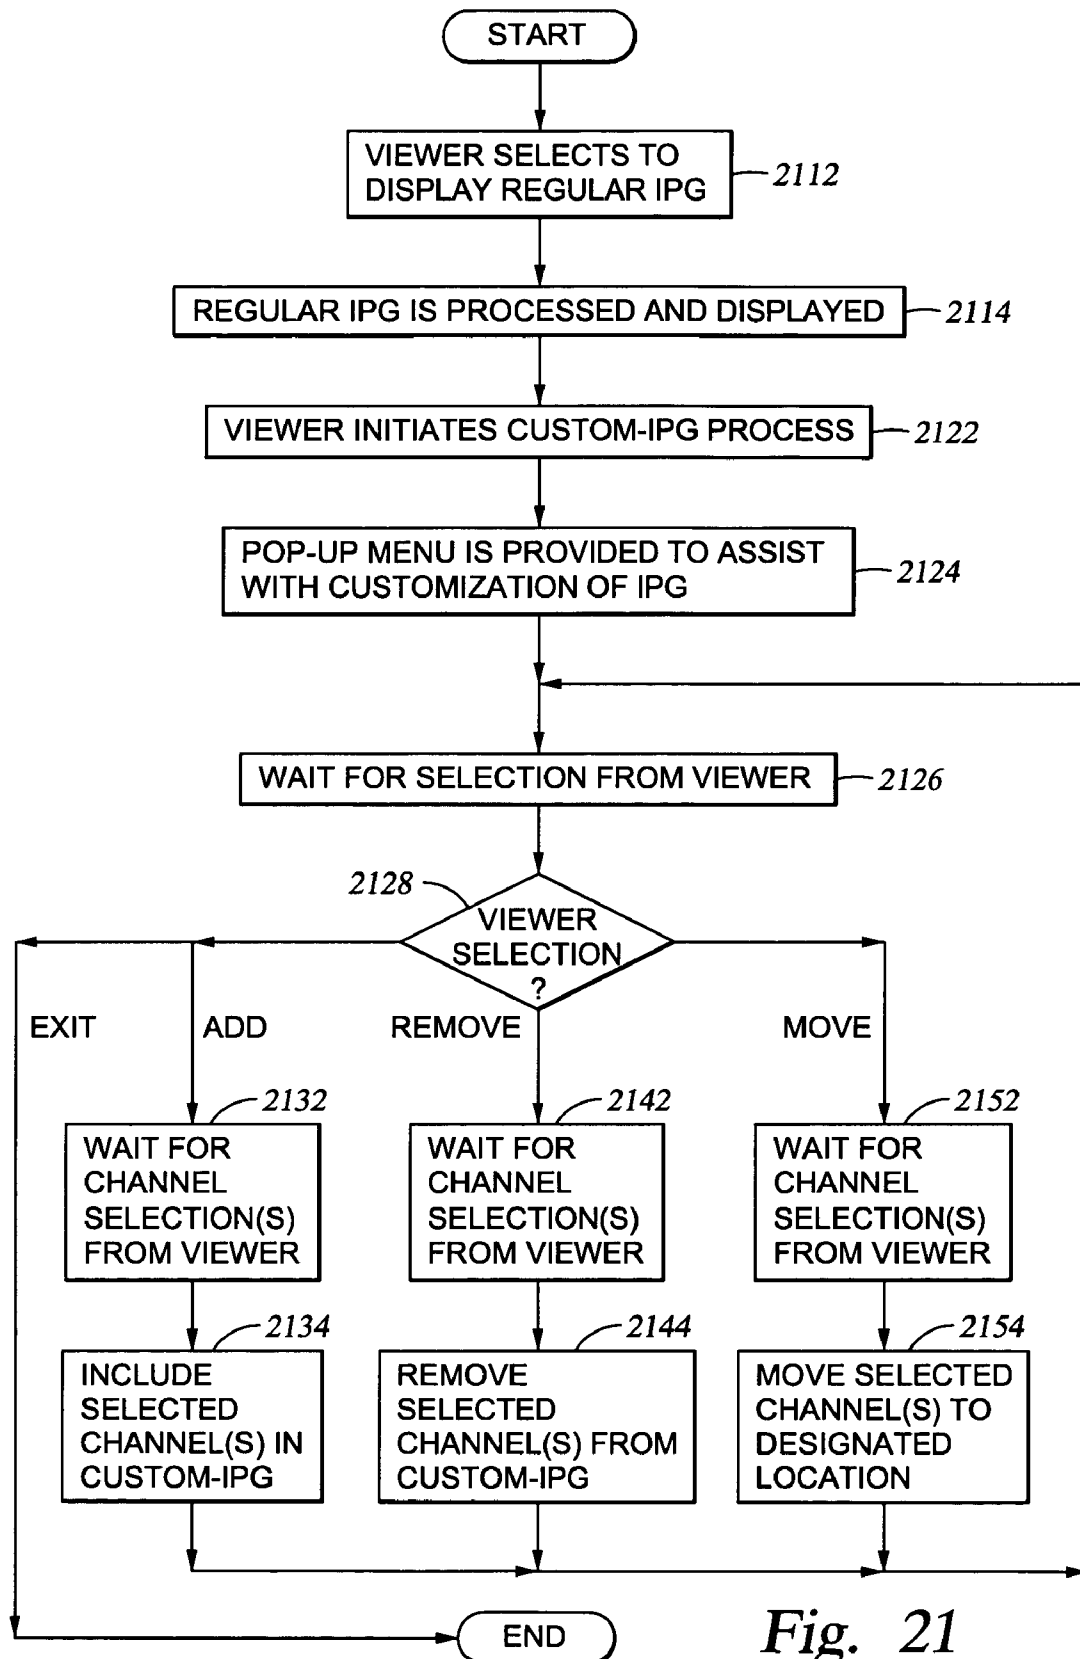 START
VIEWER SELECTS TO
DISPLAY REGULAR IPG
2112
REGULAR IPG IS PROCESSED AND DISPLAYED
2114
VIEWER INITIATES CUSTOM-IPG PROCESS
2122
POP-UP MENU IS PROVIDED TO ASSIST
WITH CUSTOMIZATION OF IPG
2124
WAIT FOR SELECTION FROM VIEWER
2126
2128
VIEWER
SELECTION
?
EXIT
ADD
REMOVE
MOVE
2132
WAIT FOR
CHANNEL
SELECTION(S)
FROM VIEWER
2142
WAIT FOR
CHANNEL
SELECTION(S)
FROM VIEWER
2152
WAIT FOR
CHANNEL
SELECTION(S)
FROM VIEWER
2134
INCLUDE
SELECTED
CHANNEL(S) IN
CUSTOM-IPG
2144
REMOVE
SELECTED
CHANNEL(S) FROM
CUSTOM-IPG
2154
MOVE SELECTED
CHANNEL(S) TO
DESIGNATED
LOCATION
END
Fig. 21